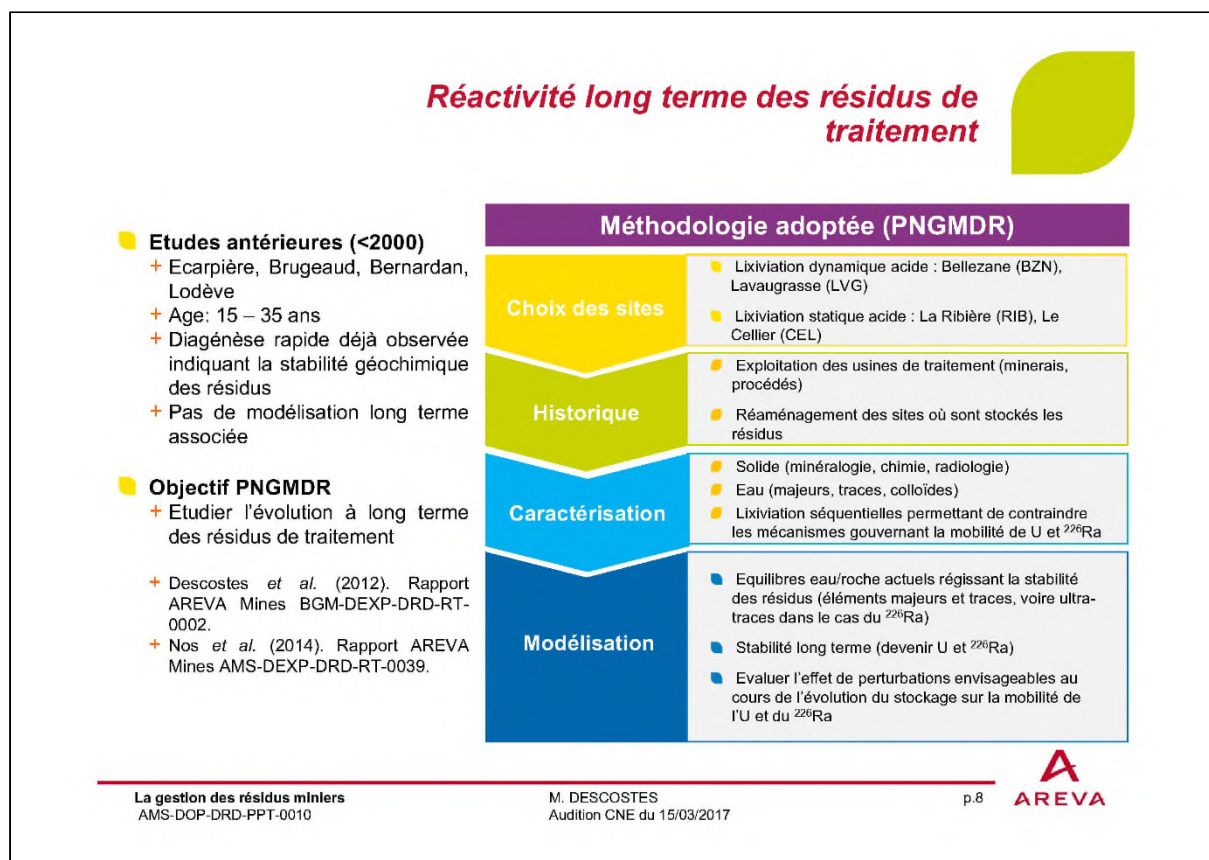 Réactivité long terme des résidus de
traitement
Etudes antérieures (<2000)
+ Ecarpière, Brugeaud, Bernardan,
Lodève
+ Age: 15 – 35 ans
+ Diagénèse rapide déjà observée
indiquant la stabilité géochimique
des résidus
+ Pas de modélisation long terme
associée
Objectif PNGMDR
+ Etudier l'évolution à long terme
des résidus de traitement
+ Descostes et al. (2012). Rapport
AREVA Mines BGM-DEXP-DRD-RT-
0002.
+ Nos et al. (2014). Rapport AREVA
Mines AMS-DEXP-DRD-RT-0039.
Méthodologie adoptée (PNGMDR)
Choix des sites
Lixiviation dynamique acide : Bellezane (BZN),
Lavaugrasse (LVG)
Lixiviation statique acide : La Ribière (RIB), Le
Cellier (CEL)
Historique
Exploitation des usines de traitement (minerais,
procédés)
Réaménagement des sites où sont stockés les
résidus
Caractérisation
Solide (minéralogie, chimie, radiologie)
Eau (majeurs, traces, colloïdes)
Lixiviation séquentielles permettant de contraindre
les mécanismes gouvernant la mobilité de U et ²²⁶Ra
Modélisation
Equilibres eau/roche actuels régissant la stabilité
des résidus (éléments majeurs et traces, voire ultra-
traces dans le cas du ²²⁶Ra)
Stabilité long terme (devenir U et ²²⁶Ra)
Evaluer l'effet de perturbations envisageables au
cours de l'évolution du stockage sur la mobilité de
l'U et du ²²⁶Ra
La gestion des résidus miniers
AMS-DOP-DRD-PPT-0010
M. DESCOSTES
Audition CNE du 15/03/2017
p.8
AREVA